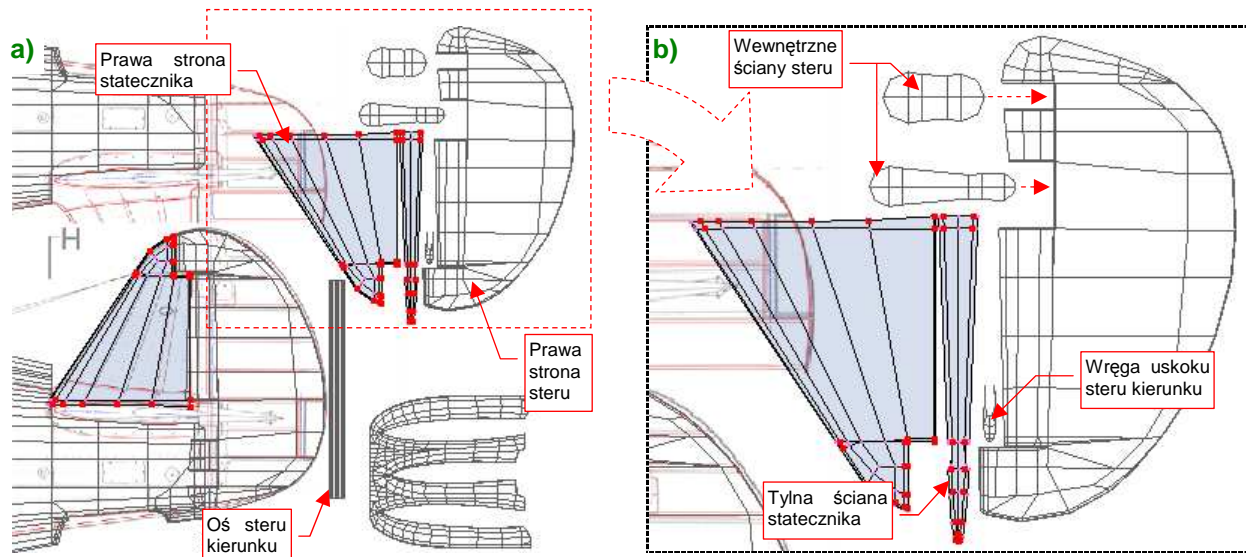 a)
Prawa strona
statecznika
H
Prawa
strona
steru
Oś steru
kierunku
b)
Wewnętrzne
ściany steru
Wręga uskoku
steru kierunku
Tylna ściana
statecznika